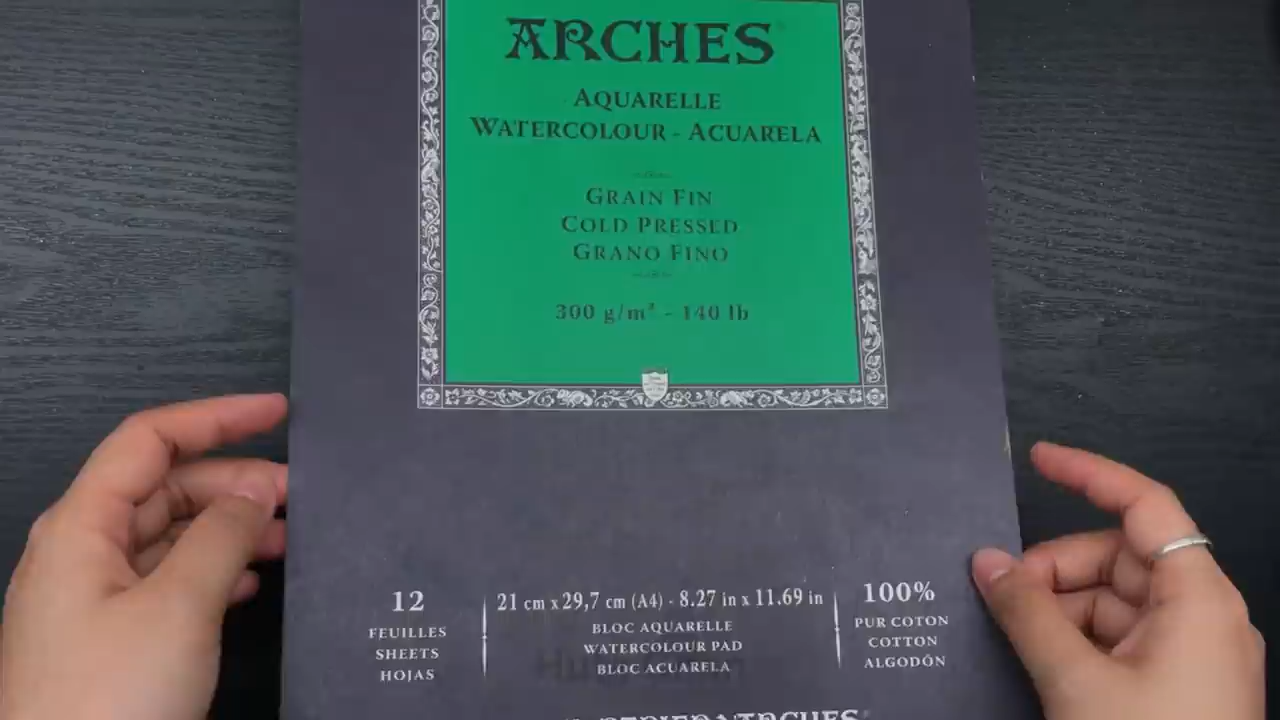 ARCHES
AQUARELLE
WATERCOLOUR - ACUARELA
GRAIN FIN
COLD PRESSED
GRANO FINO
300 g/m² - 140 lb
12
FEUILLES
SHEETS
HOJAS
21 cm x 29,7 cm (A4) - 8.27 in x 11.69 in
BLOC AQUARELLE
WATERCOLOUR PAD
BLOC ACUARELA
100%
PUR COTON
COTTON
ALGODÓN
ARCHES